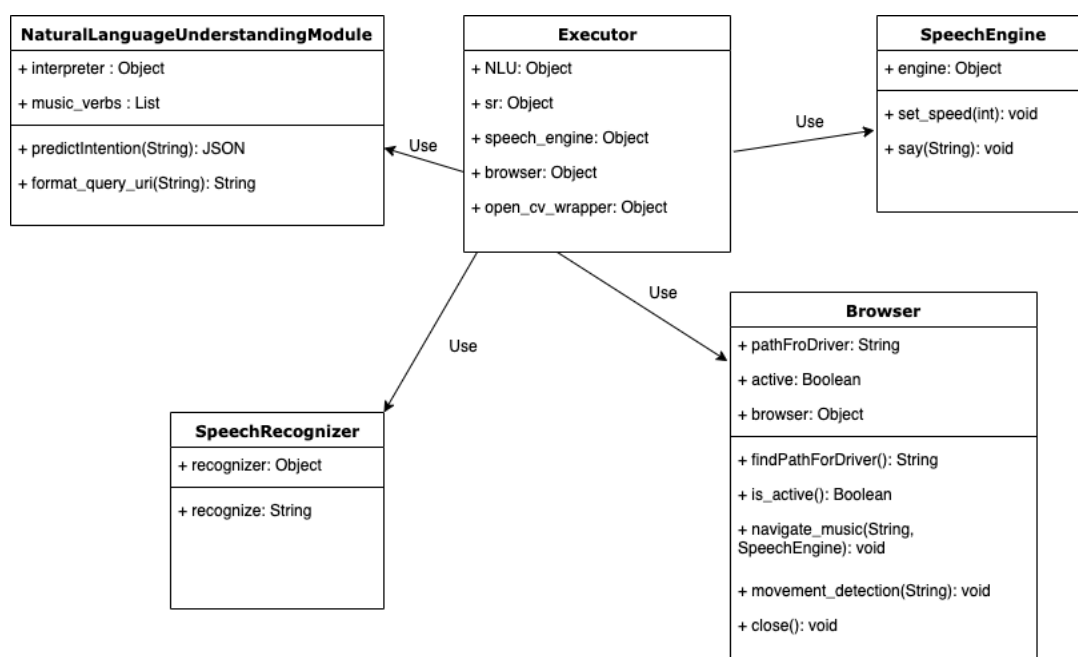 NaturalLanguageUnderstandingModule
+ interpreter : Object
+ music_verbs : List
+ predictIntention(String): JSON
+ format_query_uri(String): String
Use
Executor
+ NLU: Object
+ sr: Object
+ speech_engine: Object
+ browser: Object
+ open_cv_wrapper: Object
Use
SpeechEngine
+ engine: Object
+ set_speed(int): void
+ say(String): void
Use
Use
SpeechRecognizer
+ recognizer: Object
+ recognize: String
Browser
+ pathFroDriver: String
+ active: Boolean
+ browser: Object
+ findPathForDriver(): String
+ is_active(): Boolean
+ navigate_music(String,
SpeechEngine): void
+ movement_detection(String): void
+ close(): void